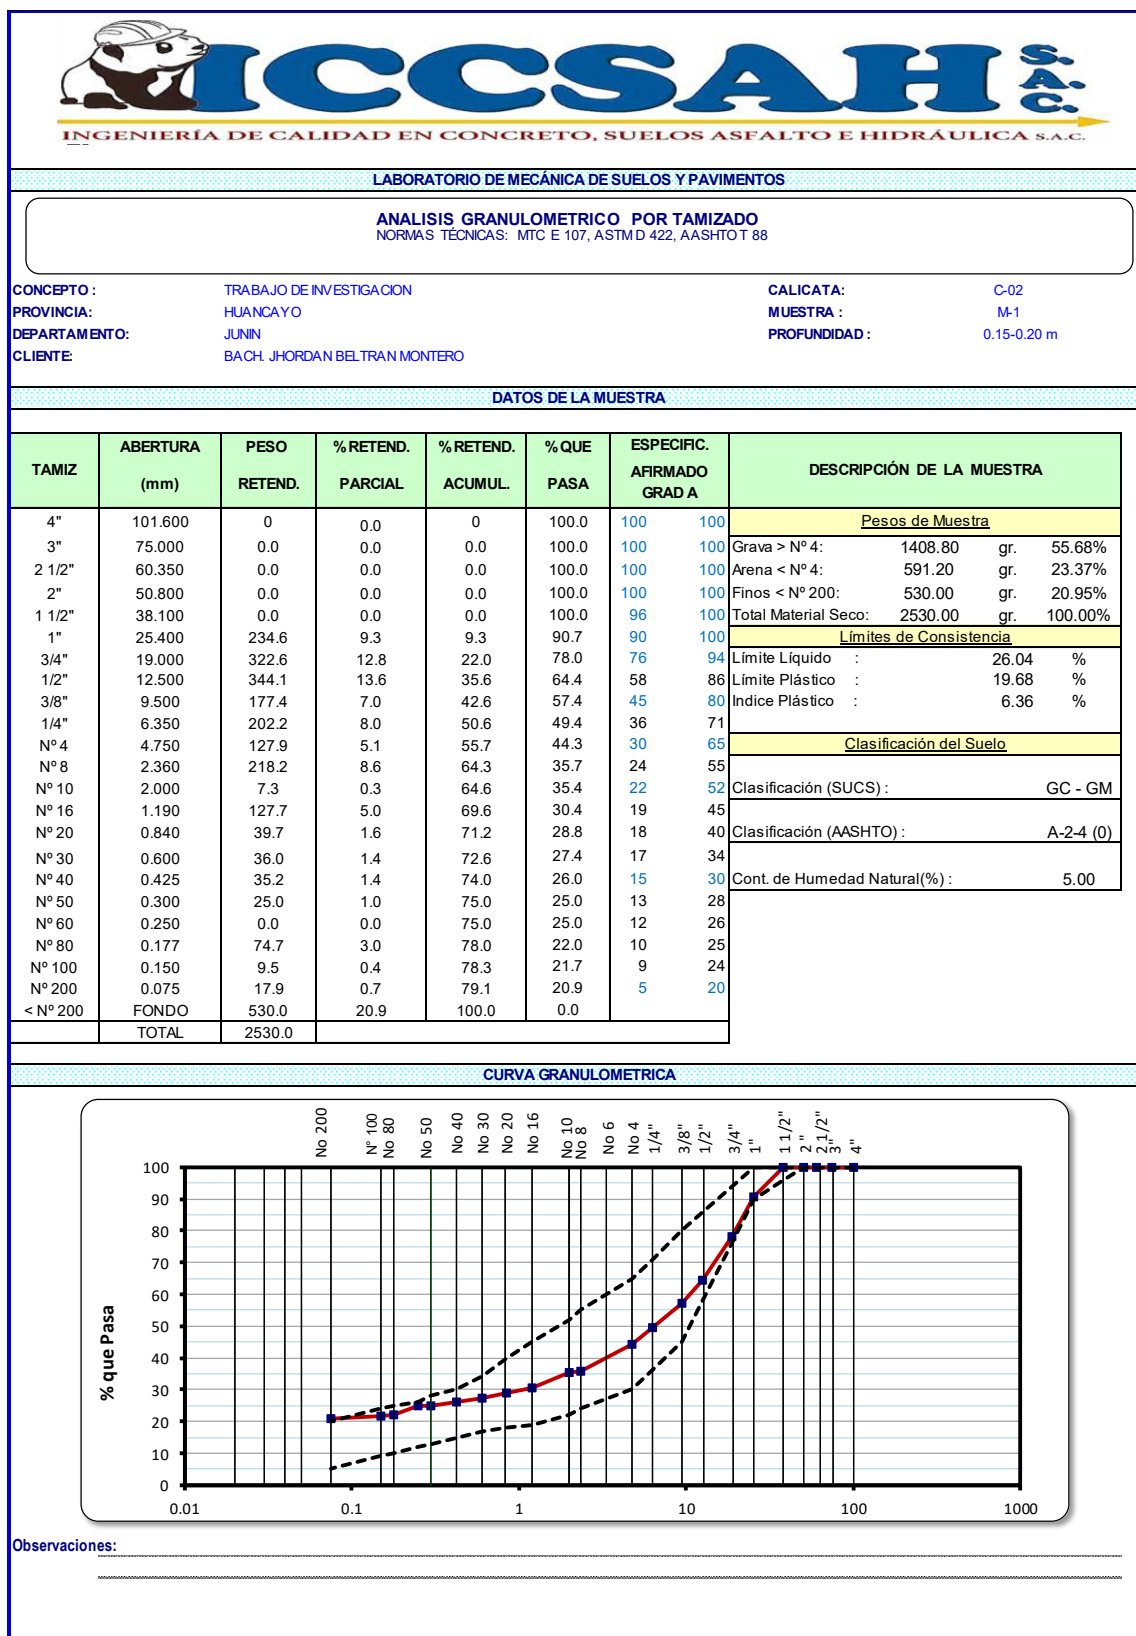 ICCSAH S.A.C.
INGENIERÍA DE CALIDAD EN CONCRETO, SUELOS ASFALTO E HIDRÁULICA S.A.C.
LABORATORIO DE MECÁNICA DE SUELOS Y PAVIMENTOS
ANALISIS GRANULOMETRICO POR TAMIZADO
NORMAS TÉCNICAS: MTC E 107, ASTM D 422, AASHTO T 88
CONCEPTO : TRABAJO DE INVESTIGACION CALICATA: C-02
PROVINCIA: HUANCAYO MUESTRA : M-1
DEPARTAMENTO: JUNIN PROFUNDIDAD : 0.15-0.20 m
CLIENTE: BACH. JHORDAN BELTRAN MONTERO
DATOS DE LA MUESTRA
TAMIZ ABERTURA (mm) PESO RETEND. % RETEND. PARCIAL % RETEND. ACUMUL. % QUE PASA ESPECIFIC. AFIRMADO GRAD A DESCRIPCIÓN DE LA MUESTRA
4" 101.600 0 0.0 0 100.0 100 100 Pesos de Muestra
3" 75.000 0.0 0.0 0.0 100.0 100 100 Grava > Nº 4: 1408.80 gr. 55.68%
2 1/2" 60.350 0.0 0.0 0.0 100.0 100 100 Arena < Nº 4: 591.20 gr. 23.37%
2" 50.800 0.0 0.0 0.0 100.0 100 100 Finos < Nº 200: 530.00 gr. 20.95%
1 1/2" 38.100 0.0 0.0 0.0 100.0 96 100 Total Material Seco: 2530.00 gr. 100.00%
1" 25.400 234.6 9.3 9.3 90.7 90 100 Límites de Consistencia
3/4" 19.000 322.6 12.8 22.0 78.0 76 94 Límite Líquido : 26.04 %
1/2" 12.500 344.1 13.6 35.6 64.4 58 86 Límite Plástico : 19.68 %
3/8" 9.500 177.4 7.0 42.6 57.4 45 80 Indice Plástico : 6.36 %
1/4" 6.350 202.2 8.0 50.6 49.4 36 71
Nº 4 4.750 127.9 5.1 55.7 44.3 30 65 Clasificación del Suelo
Nº 8 2.360 218.2 8.6 64.3 35.7 24 55
Nº 10 2.000 7.3 0.3 64.6 35.4 22 52 Clasificación (SUCS) : GC - GM
Nº 16 1.190 127.7 5.0 69.6 30.4 19 45
Nº 20 0.840 39.7 1.6 71.2 28.8 18 40 Clasificación (AASHTO) : A-2-4 (0)
Nº 30 0.600 36.0 1.4 72.6 27.4 17 34
Nº 40 0.425 35.2 1.4 74.0 26.0 15 30 Cont. de Humedad Natural(%) : 5.00
Nº 50 0.300 25.0 1.0 75.0 25.0 13 28
Nº 60 0.250 0.0 0.0 75.0 25.0 12 26
Nº 80 0.177 74.7 3.0 78.0 22.0 10 25
Nº 100 0.150 9.5 0.4 78.3 21.7 9 24
Nº 200 0.075 17.9 0.7 79.1 20.9 5 20
< Nº 200 FONDO 530.0 20.9 100.0 0.0
TOTAL 2530.0
CURVA GRANULOMETRICA
No 200 N° 100 No 80 No 50 No 40 No 30 No 20 No 16 No 10 No 8 No 6 No 4 1/4" 3/8" 1/2" 3/4" 1" 1 1/2" 2" 2 1/2" 3" 4"
% que Pasa
100
90
80
70
60
50
40
30
20
10
0
0.01 0.1 1 10 100 1000
Observaciones: